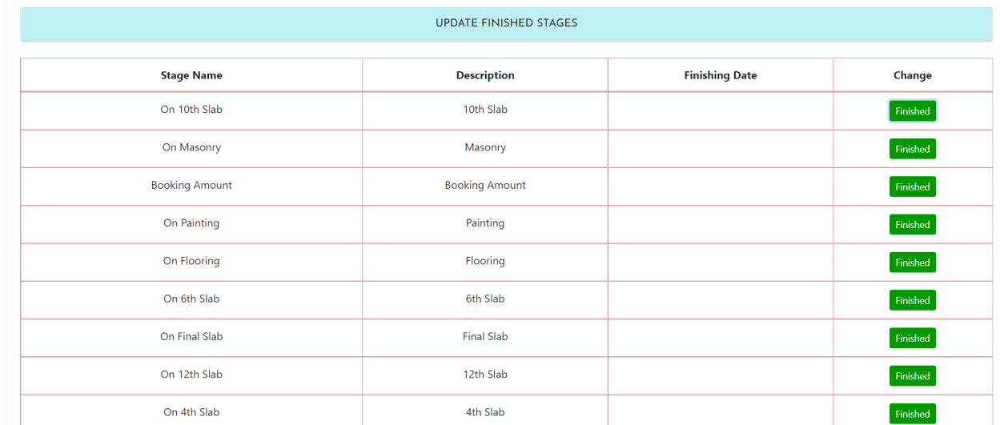 UPDATE FINISHED STAGES
Stage Name Description Finishing Date Change
On 10th Slab 10th Slab Finished
On Masonry Masonry Finished
Booking Amount Booking Amount Finished
On Painting Painting Finished
On Flooring Flooring Finished
On 6th Slab 6th Slab Finished
On Final Slab Final Slab Finished
On 12th Slab 12th Slab Finished
On 4th Slab 4th Slab Finished